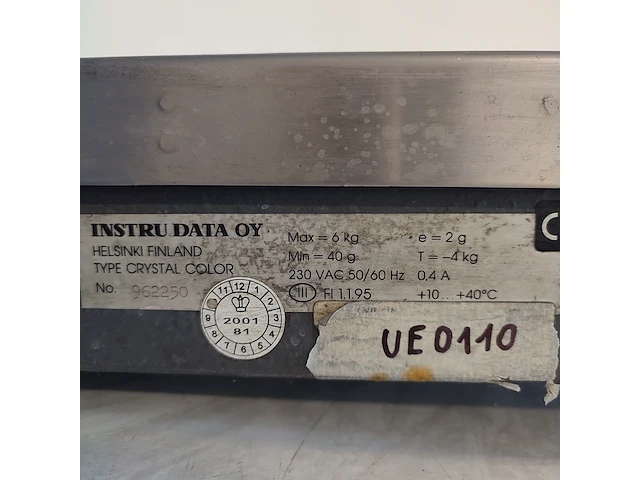 INSTRU DATA OY
HELSINKI FINLAND
TYPE CRYSTAL COLOR
No. 962250
Max = 6 kg e = 2 g
Min = 40 g T = –4 kg
230 VAC 50/60 Hz 0,4 A
III FI 1.1.95 +10 ... +40°C
11 12 1 2 3 4 5 6 7 8 9
2001
81
UE0110